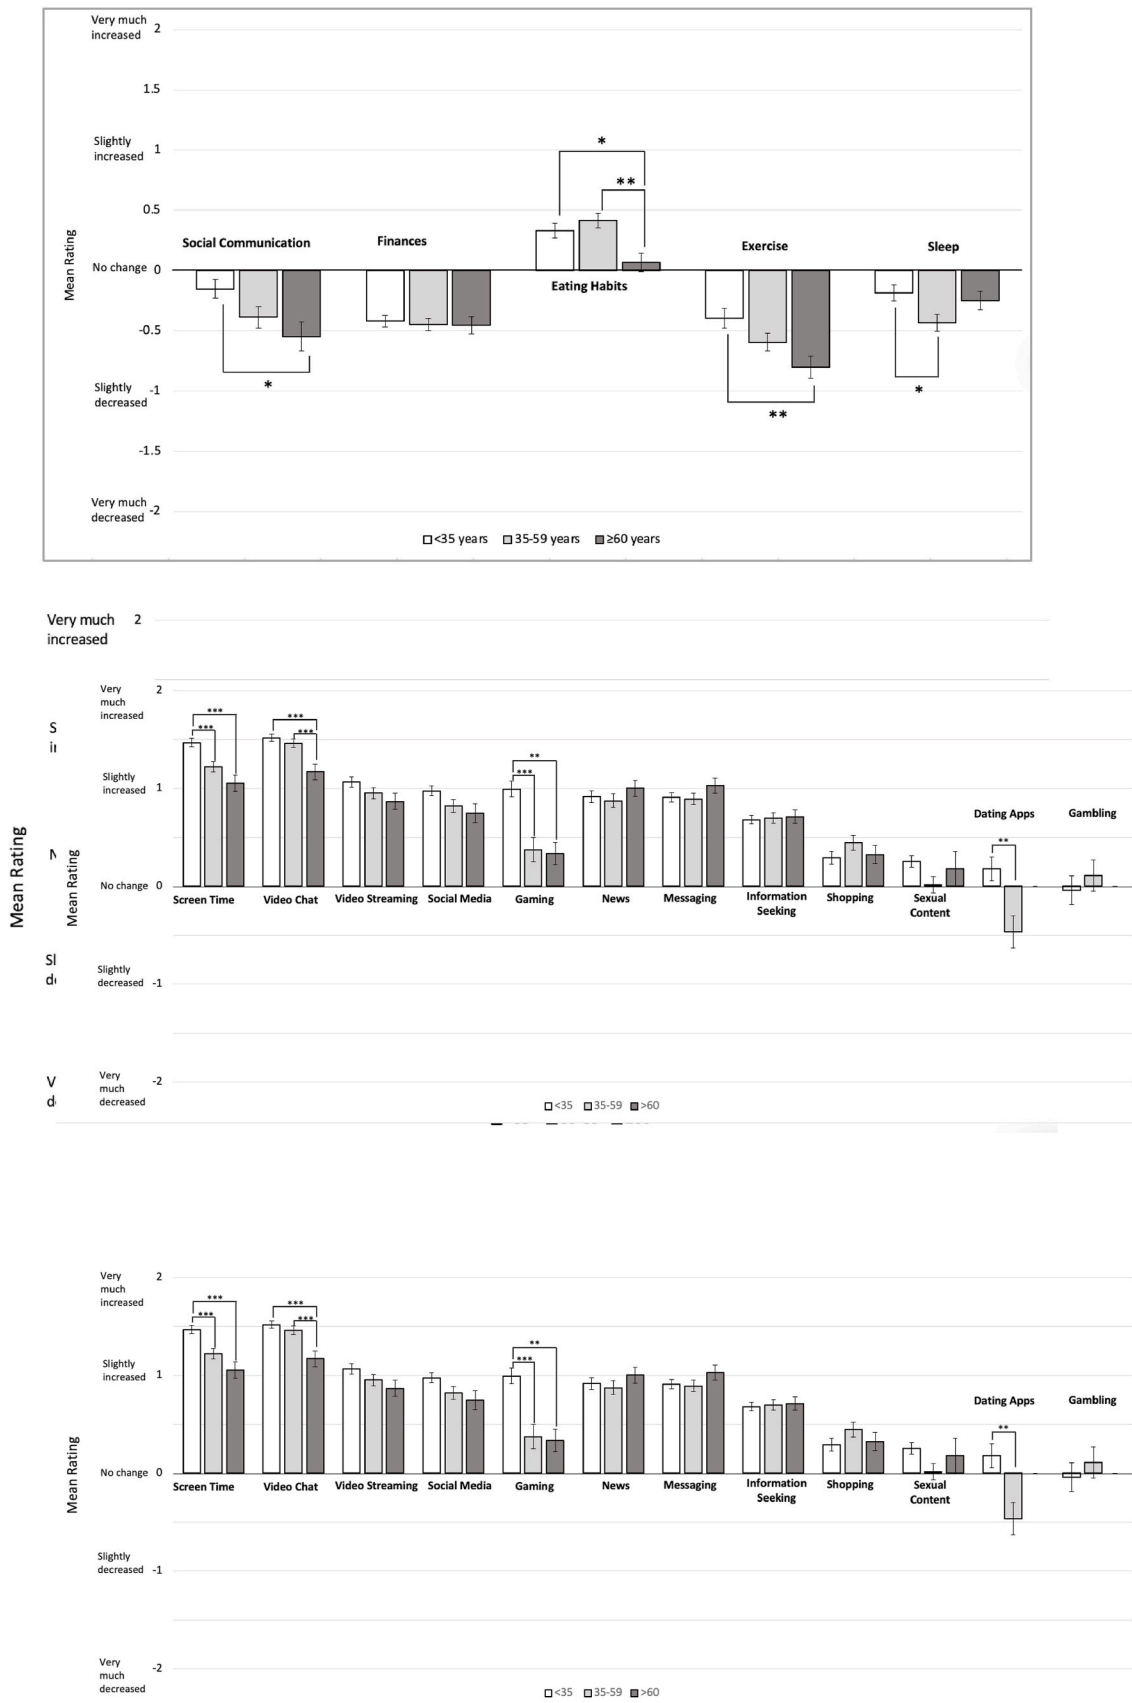 Very much
increased 2
1.5
Slightly
increased 1
0.5
Social Communication Finances Exercise Sleep
Mean Rating
No change 0
Eating Habits
* **
-0.5
Slightly
decreased -1
* ** *
-1.5
Very much
decreased -2
<35 years 35-59 years ≥60 years
Very much 2
increased
Very
much
increased 2
*** *** *** ***
Slightly
increased 1
** ***
Dating Apps Gambling
**
Mean Rating
Mean Rating
No change 0
Screen Time Video Chat Video Streaming Social Media Gaming News Messaging Information Seeking Shopping Sexual Content
Slightly
decreased -1
Very
much
decreased -2
<35 35-59 >60
Very
much
increased 2
*** *** *** ***
Slightly
increased 1
** ***
Dating Apps Gambling
**
Mean Rating
No change 0
Screen Time Video Chat Video Streaming Social Media Gaming News Messaging Information Seeking Shopping Sexual Content
Slightly
decreased -1
Very
much
decreased -2
<35 35-59 >60